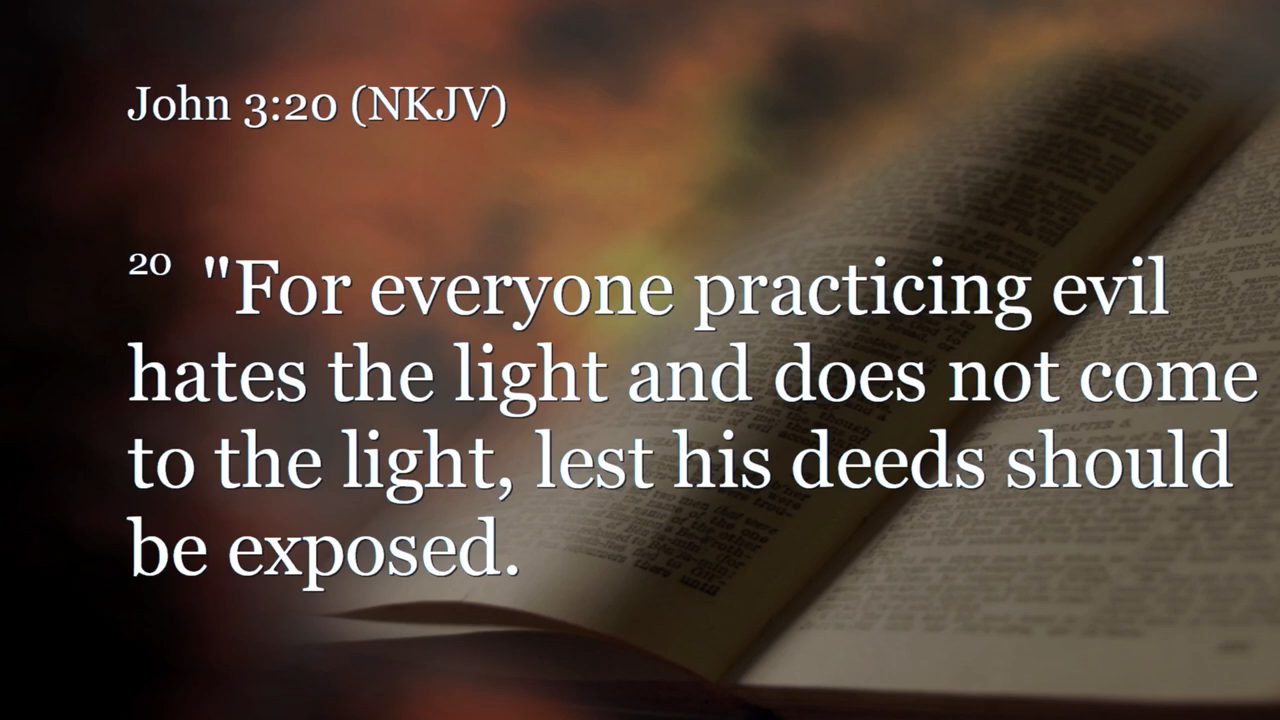 John 3:20 (NKJV)
20 "For everyone practicing evil
hates the light and does not come
to the light, lest his deeds should
be exposed.